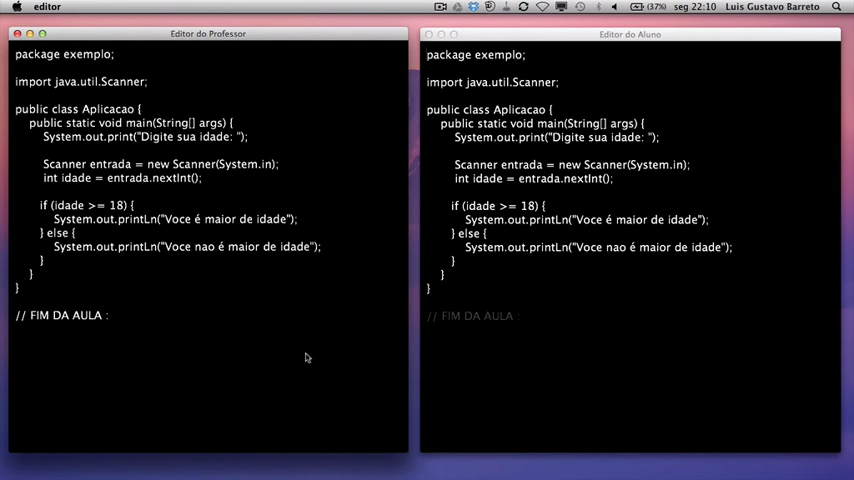 editor
(37%) seg 22:10 Luis Gustavo Barreto
Editor do Professor
package exemplo;
import java.util.Scanner;
public class Aplicacao {
public static void main(String[] args) {
System.out.print("Digite sua idade: ");
Scanner entrada = new Scanner(System.in);
int idade = entrada.nextInt();
if (idade >= 18) {
System.out.printLn("Voce é maior de idade");
} else {
System.out.printLn("Voce nao é maior de idade");
}
}
}
// FIM DA AULA :
Editor do Aluno
package exemplo;
import java.util.Scanner;
public class Aplicacao {
public static void main(String[] args) {
System.out.print("Digite sua idade: ");
Scanner entrada = new Scanner(System.in);
int idade = entrada.nextInt();
if (idade >= 18) {
System.out.printLn("Voce é maior de idade");
} else {
System.out.printLn("Voce nao é maior de idade");
}
}
}
// FIM DA AULA :